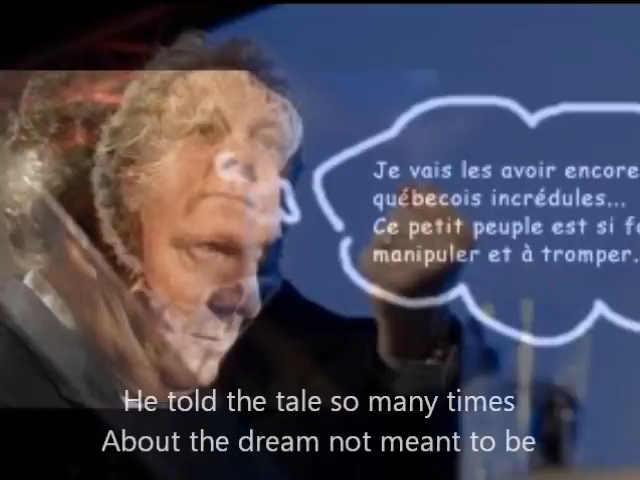 Je vais les avoir encore
québecois incrédules...
Ce petit peuple est si
manipuler et à tromper.
He told the tale so many times
About the dream not meant to be